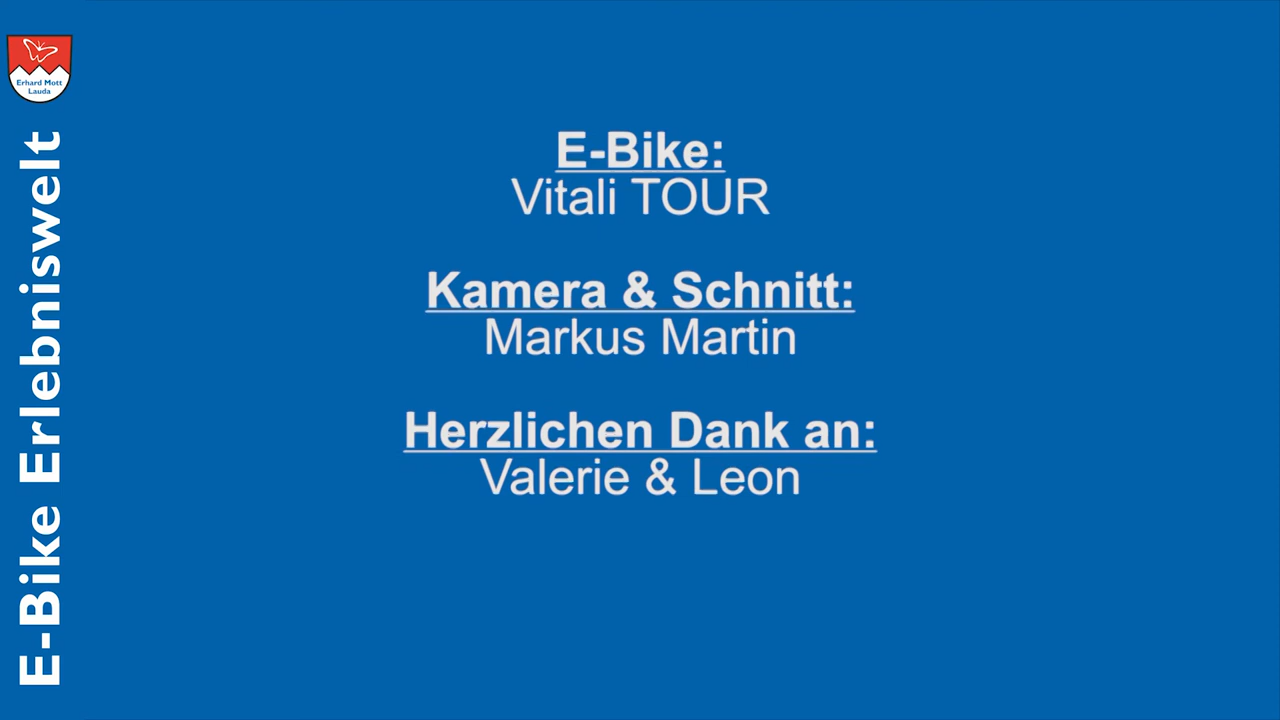 Erhard Mott
Lauda
E-Bike Erlebniswelt
E-Bike:
Vitali TOUR
Kamera & Schnitt:
Markus Martin
Herzlichen Dank an:
Valerie & Leon